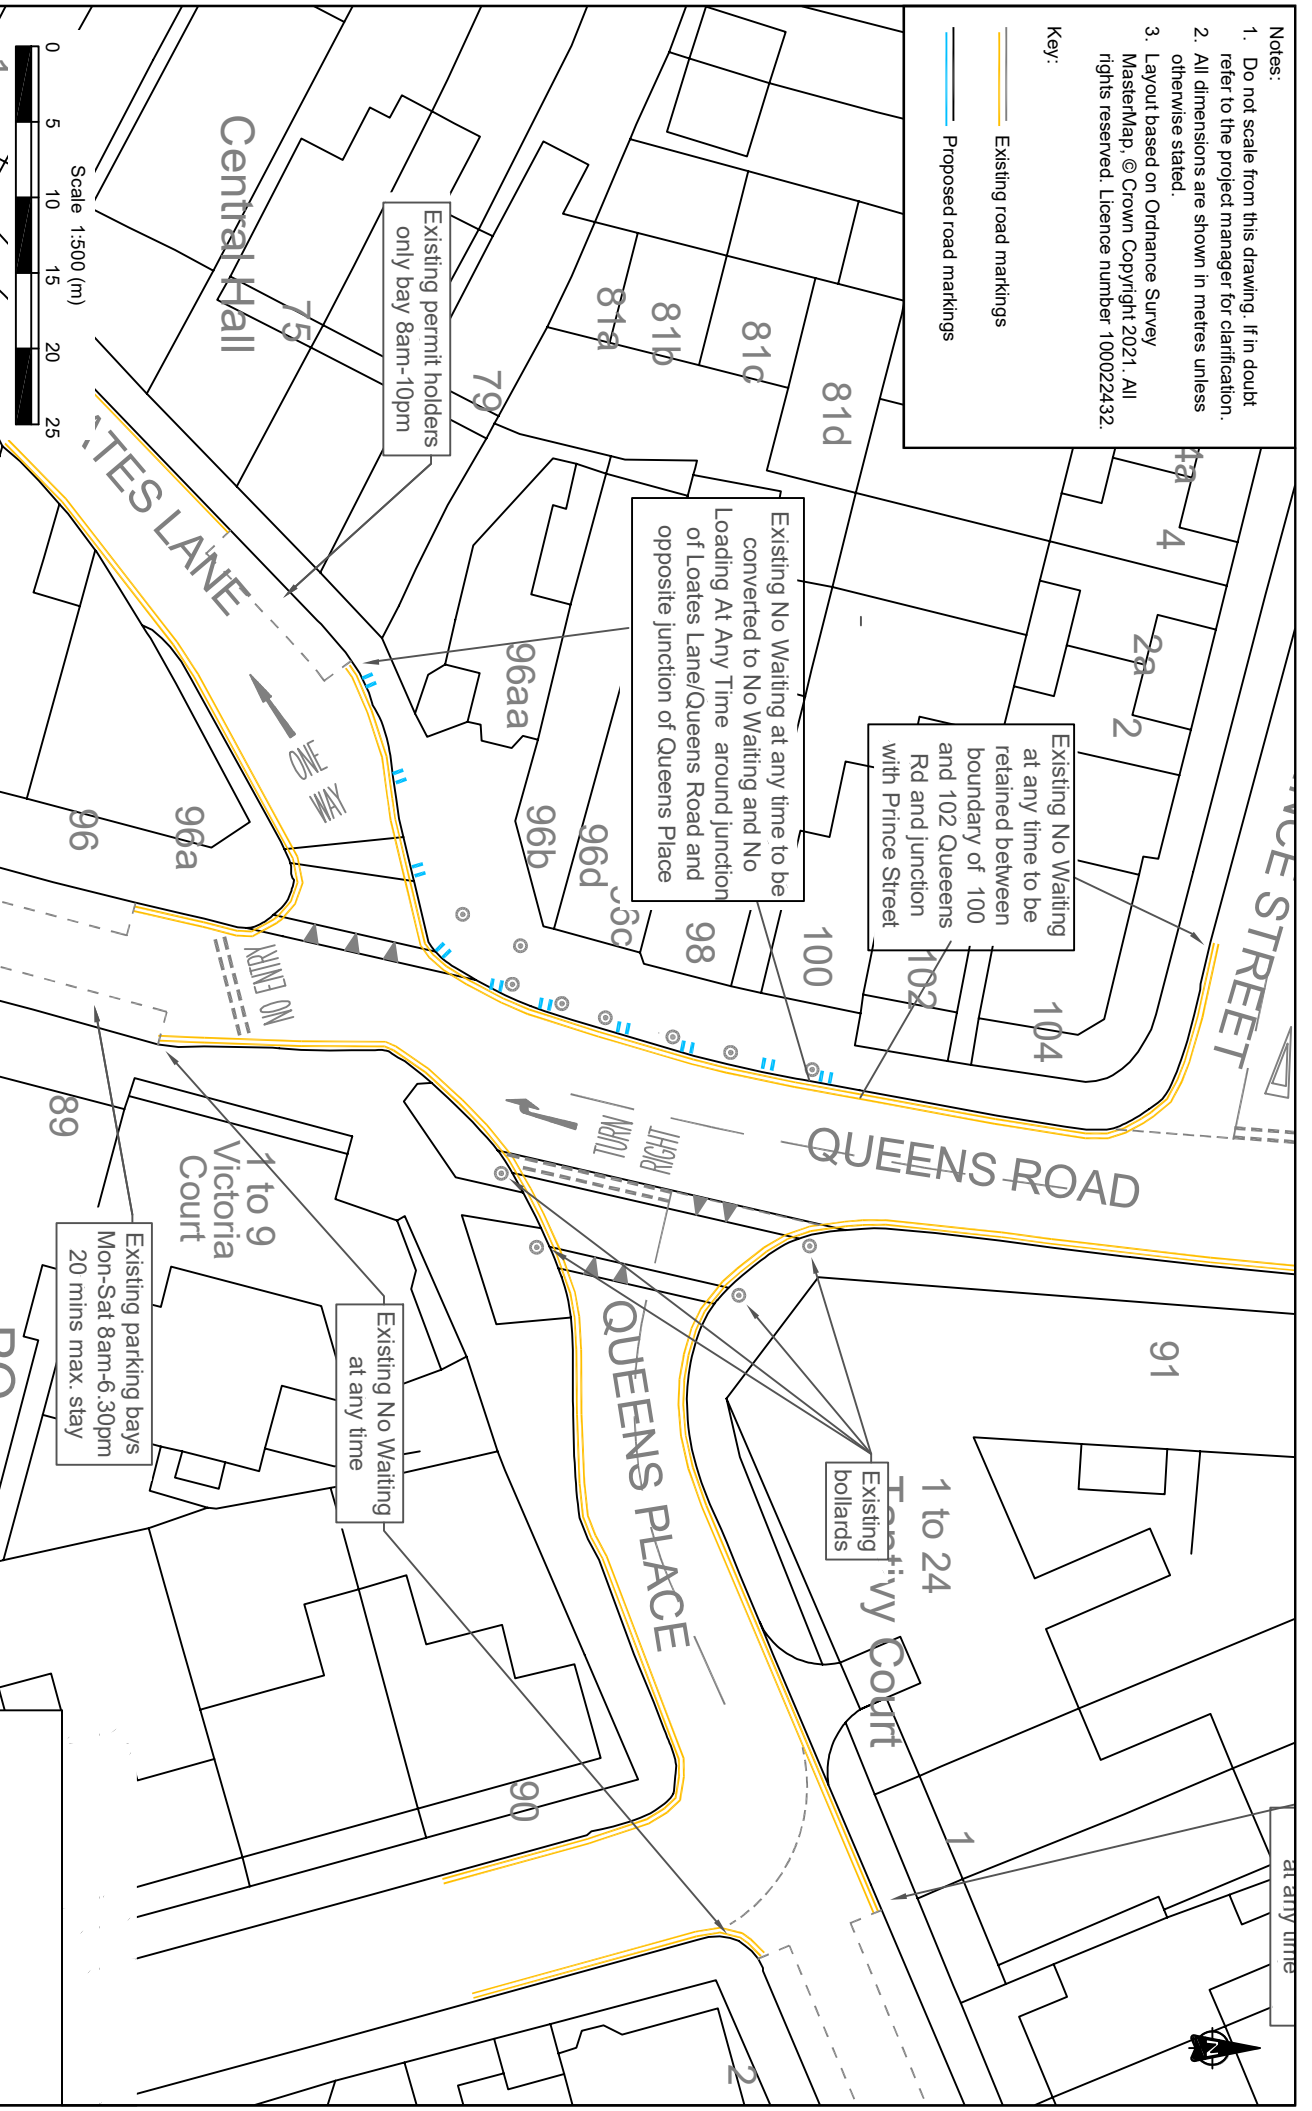 Notes:
1. Do not scale from this drawing. If in doubt
refer to the project manager for clarification.
2. All dimensions are shown in metres unless
otherwise stated.
3. Layout based on Ordnance Survey
MasterMap, © Crown Copyright 2021. All
rights reserved. Licence number 100022432.
Key:
Existing road markings
Proposed road markings
4a
4
2a
2
STREET
81d
81c
81b
81a
79
75
Central Hall
Existing permit holders
only bay 8am-10pm
Scale 1:500 (m)
0 5 10 15 20 25
LANE
ONE
WAY
Existing No Waiting at any time to be
converted to No Waiting and No
Loading At Any Time around junction
of Loates Lane/Queens Road and
opposite junction of Queens Place
Existing No Waiting
at any time to be
retained between
boundary of 100
and 102 Queeens
Rd and junction
with Prince Street
96aa
96b
96d
98
100
102
104
96a
96
NO ENTRY
TURN
RIGHT
QUEENS ROAD
QUEENS PLACE
89
1 to 9
Victoria
Court
Existing parking bays
Mon-Sat 8am-6.30pm
20 mins max. stay
Existing No Waiting
at any time
Existing
bollards
91
1 to 24
Court
1
90
2
at any time
N